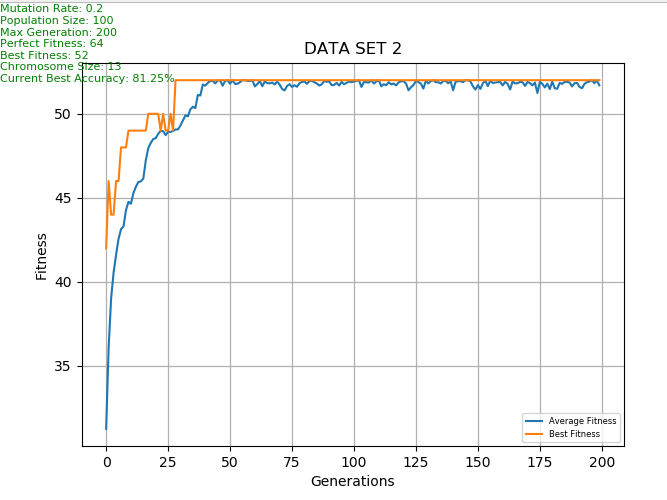 Mutation Rate: 0.2
Population Size: 100
Max Generation: 200
Perfect Fitness: 64
Best Fitness: 52
Chromosome Size: 13
Current Best Accuracy: 81.25%
DATA SET 2
50
45
40
35
Fitness
0 25 50 75 100 125 150 175 200
Generations
Average Fitness
Best Fitness